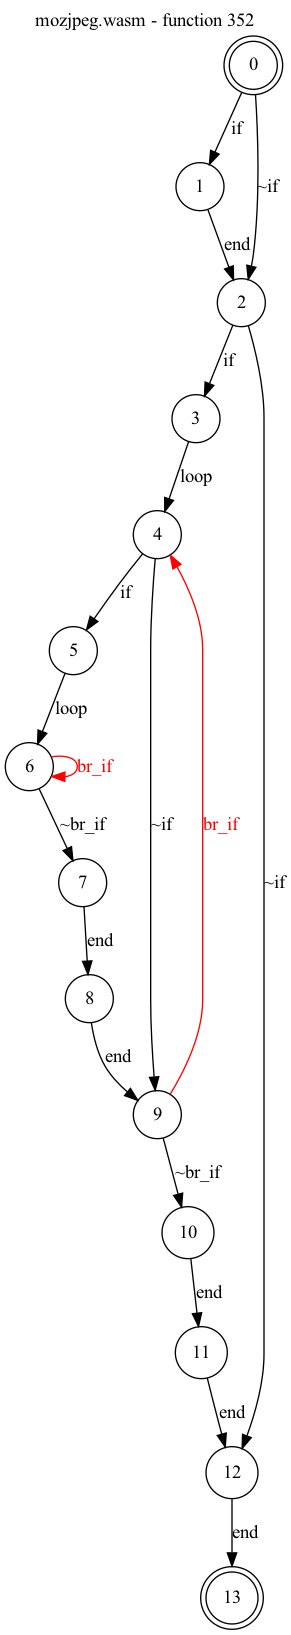 mozjpeg.wasm - function 352
0
if
1
~if
end
2
if
3
loop
4
if
5
loop
6
br_if
~if
br_if
~if
~br_if
7
end
8
end
9
~br_if
10
end
11
end
12
end
13